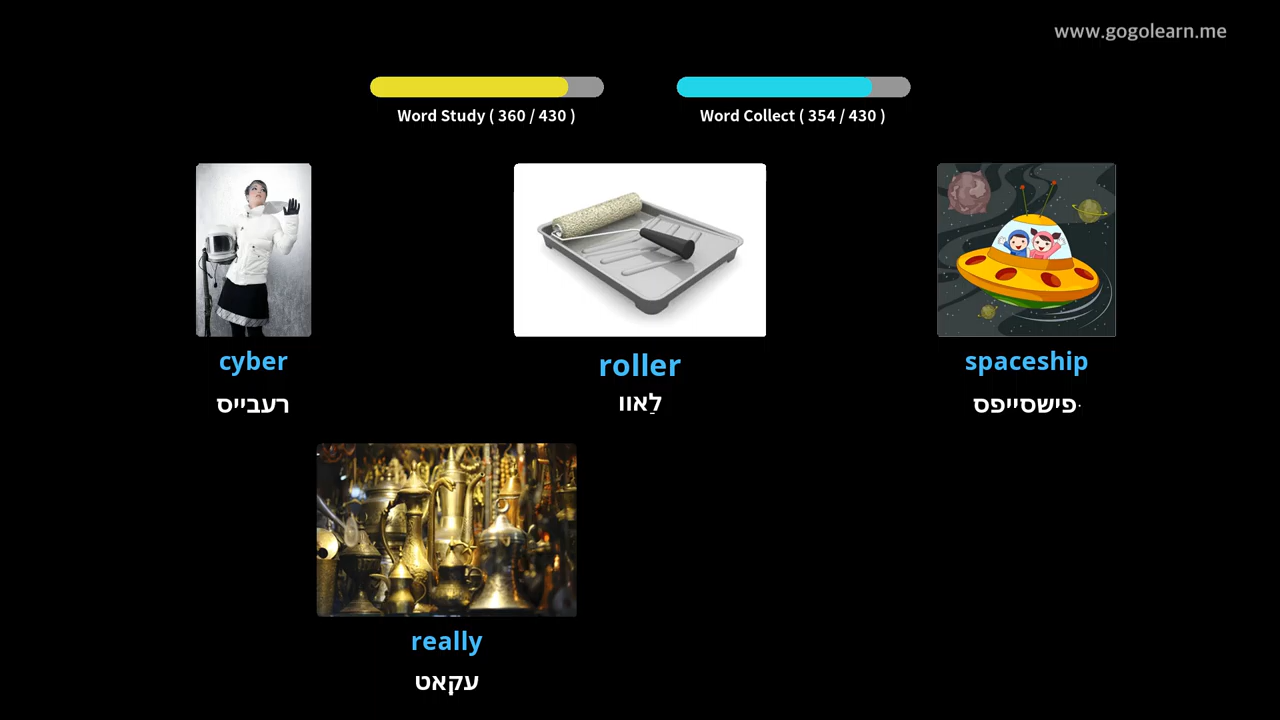 www.gogolearn.me
Word Study ( 360 / 430 )
Word Collect ( 354 / 430 )
cyber
רעבייס
roller
לַאוו
spaceship
ּפישסייפס
really
עקאט